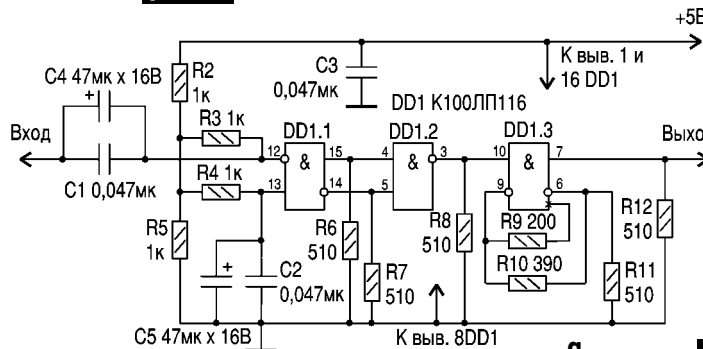 +5В
С4 47мк х 16В
+
R2
1к
С3
0,047мк
К выв. 1 и
16 DD1
DD1 К100ЛП116
R3 1к
Вход
DD1.1
DD1.2
DD1.3
Выхо
12
&
15
4
&
3
10
&
7
R4 1к
13
14
5
9
6
С1 0,047мк
R5
1к
R6
510
R8
510
R9 200
R12
510
+
С2
0,047мк
R7
510
R10 390
R11
510
С5 47мк х 16В
К выв. 8DD1